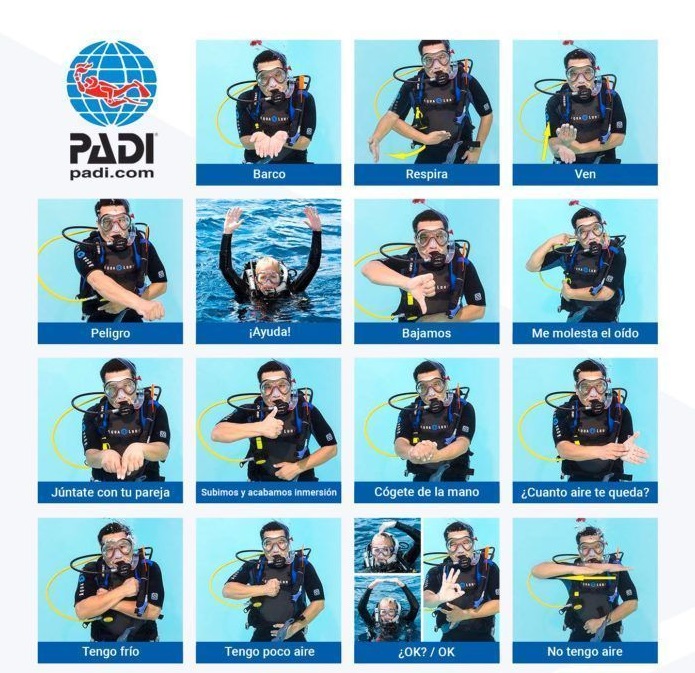 PADI
padi.com
Barco
Respira
Ven
Peligro
¡Ayuda!
Bajamos
Me molesta el oído
Júntate con tu pareja
Subimos y acabamos inmersión
Cógete de la mano
¿Cuanto aire te queda?
Tengo frío
Tengo poco aire
¿OK? / OK
No tengo aire